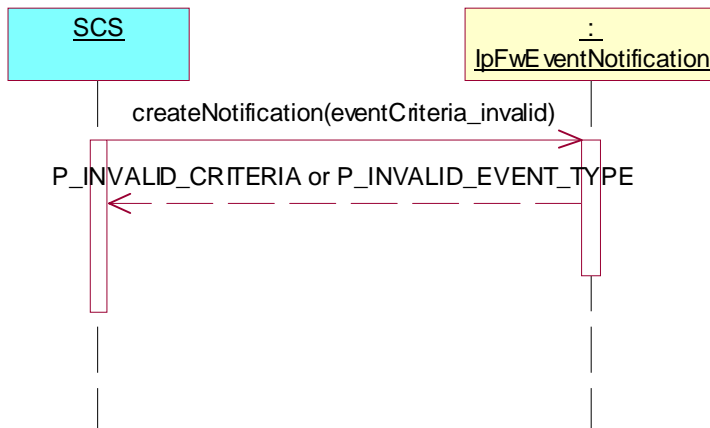 SCS
:
IpFwEventNotification
createNotification(eventCriteria_invalid)
P_INVALID_CRITERIA or P_INVALID_EVENT_TYPE